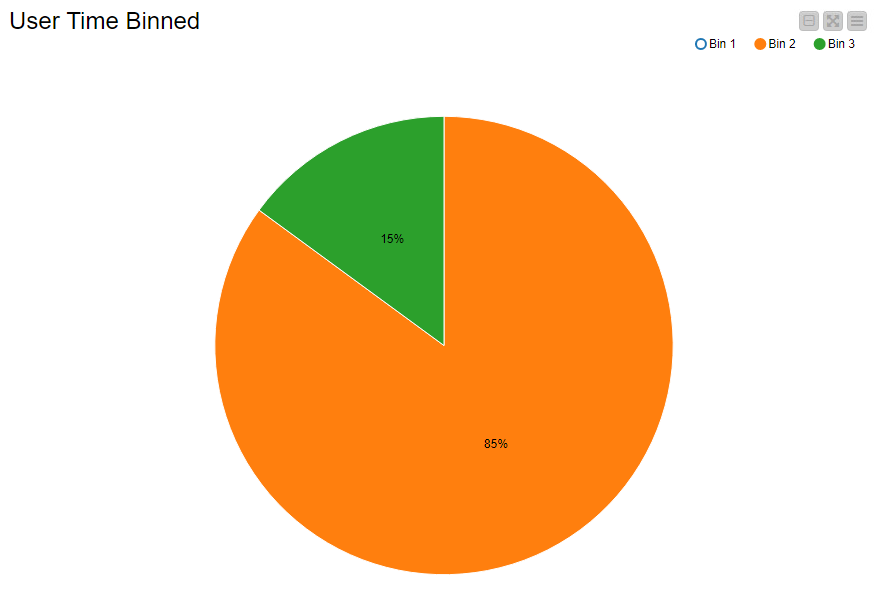 User Time Binned
Bin 1 Bin 2 Bin 3
15%
85%